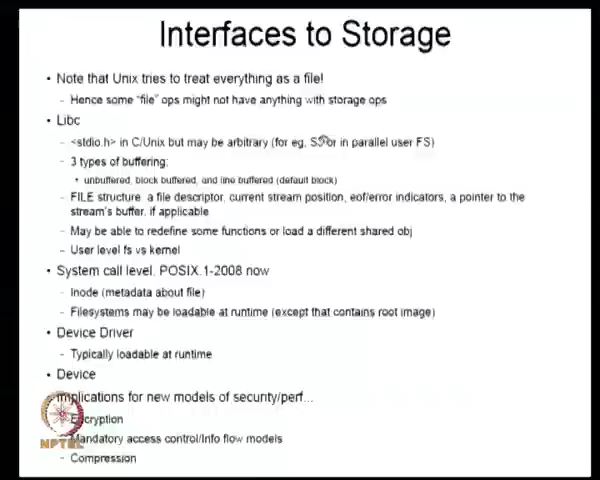 Interfaces to Storage
• Note that Unix tries to treat everything as a file!
– Hence some "file" ops might not have anything with storage ops
• Libc
– <stdio.h> in C/Unix but may be arbitrary (for eg, or in parallel user FS)
– 3 types of buffering:
• unbuffered, block buffered, and line buffered (default block)
– FILE structure a file descriptor, current stream position, eof/error indicators, a pointer to the
stream's buffer, if applicable
– May be able to redefine some functions or load a different shared obj
– User level fs vs kernel
• System call level. POSIX.1-2008 now
– Inode (metadata about file)
– Filesystems may be loadable at runtime (except that contains root image)
• Device Driver
– Typically loadable at runtime
• Device
• Implications for new models of security/perf...
– Encryption
– Mandatory access control/Info flow models
– Compression
NPTEL